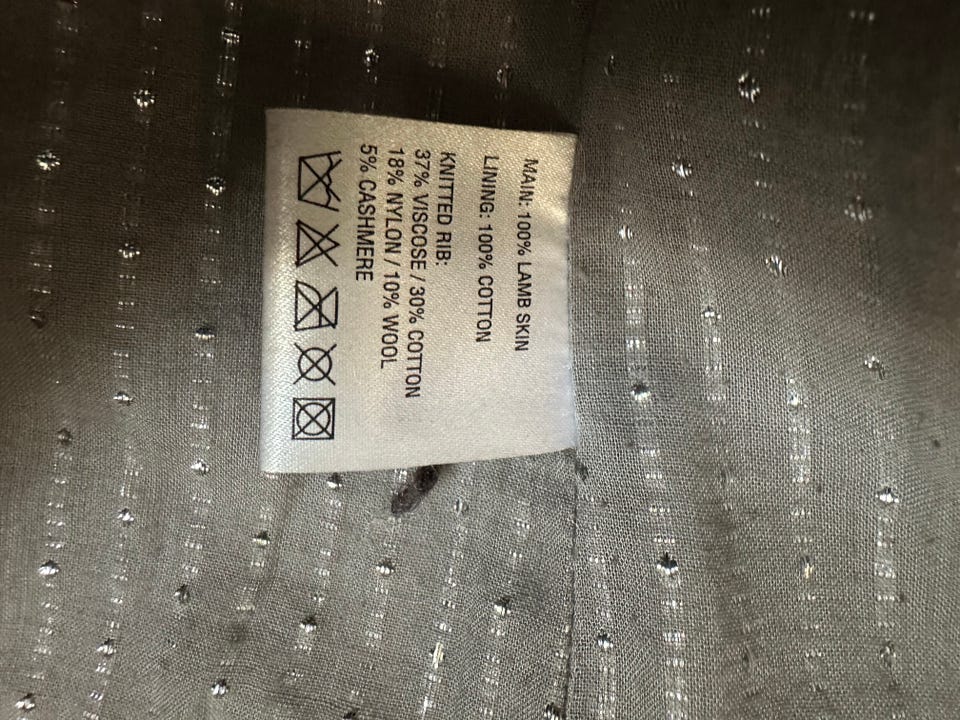 MAIN: 100% LAMB SKIN
LINING: 100% COTTON
KNITTED RIB:
37% VISCOSE / 30% COTTON
18% NYLON / 10% WOOL
5% CASHMERE